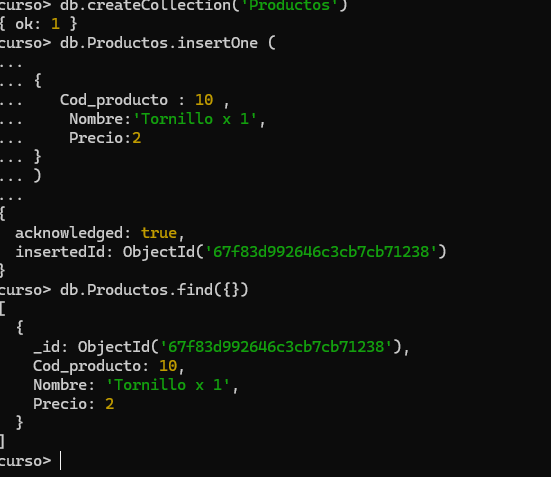 curso> db.createCollection('Productos')
{ ok: 1 }
curso> db.Productos.insertOne (
...
... {
...    Cod_producto : 10 ,
...     Nombre:'Tornillo x 1',
...     Precio:2
... }
... )
...
{
  acknowledged: true,
  insertedId: ObjectId('67f83d992646c3cb7cb71238')
}
curso> db.Productos.find({})
[
  {
    _id: ObjectId('67f83d992646c3cb7cb71238'),
    Cod_producto: 10,
    Nombre: 'Tornillo x 1',
    Precio: 2
  }
]
curso>